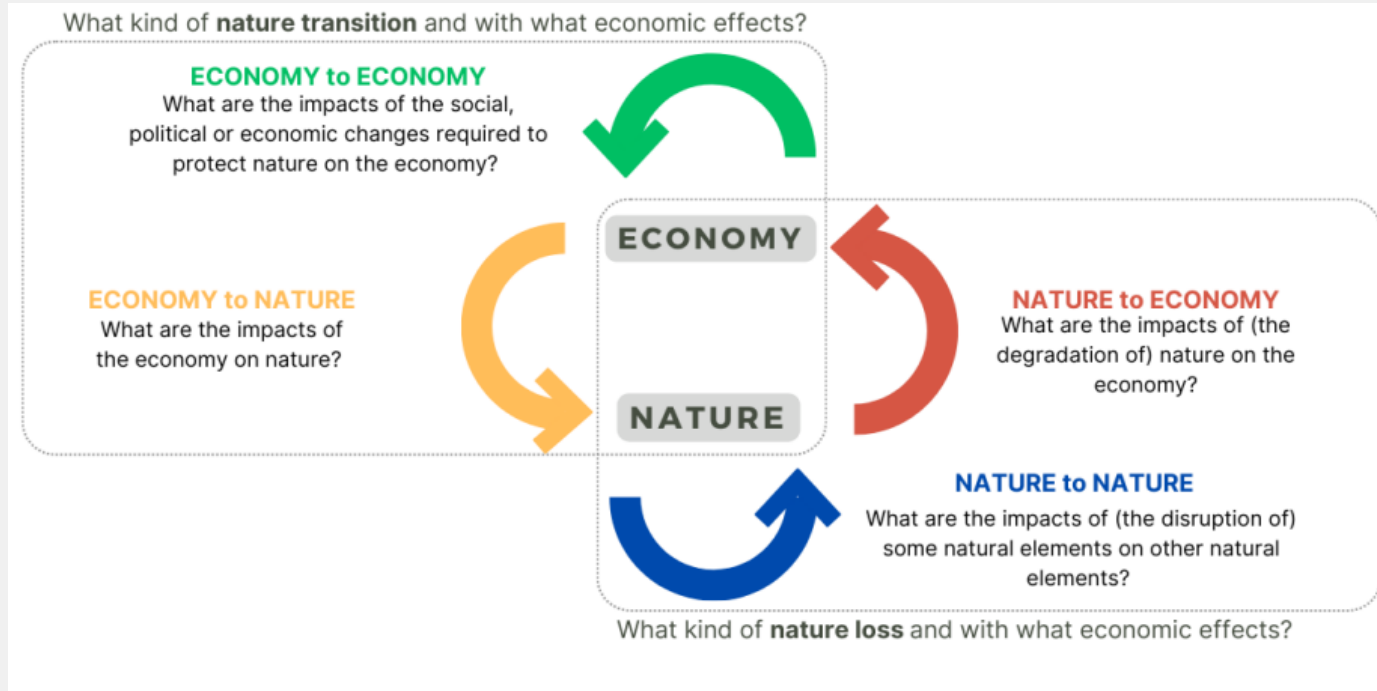 What kind of nature transition and with what economic effects?
ECONOMY to ECONOMY
What are the impacts of the social,
political or economic changes required to
protect nature on the economy?
ECONOMY
ECONOMY to NATURE
What are the impacts of
the economy on nature?
NATURE to ECONOMY
What are the impacts of (the
degradation of) nature on the
economy?
NATURE
NATURE to NATURE
What are the impacts of (the disruption of)
some natural elements on other natural
elements?
What kind of nature loss and with what economic effects?